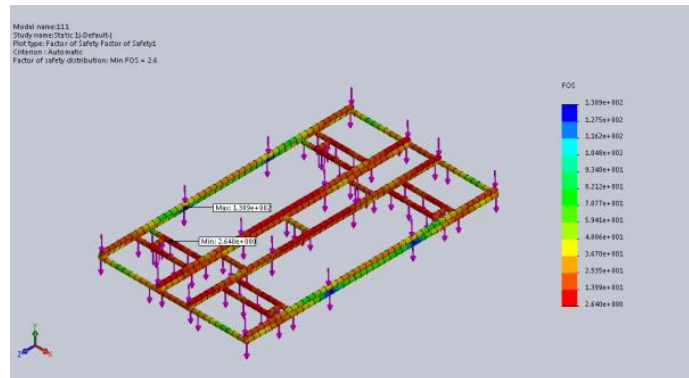 Model name:111
Study name:Static 1(-Default-)
Plot type: Factor of Safety Factor of Safety1
Criterion : Automatic
Factor of safety distribution: Min FOS = 2.6
FOS
1.389e+002
1.275e+002
1.162e+002
1.048e+002
9.348e+001
8.212e+001
7.077e+001
5.941e+001
4.806e+001
3.670e+001
2.535e+001
1.399e+001
2.640e+000
Max: 1.389e+002
Min: 2.640e+000
Y
Z
X